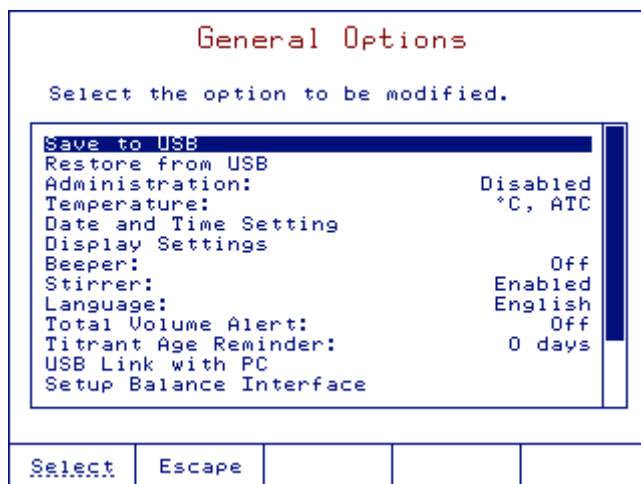 General Options
Select the option to be modified.
Save to USB
Restore from USB
Administration: Disabled
Temperature: °C, ATC
Date and Time Setting
Display Settings
Beeper: Off
Stirrer: Enabled
Language: English
Total Volume Alert: Off
Titrant Age Reminder: 0 days
USB Link with PC
Setup Balance Interface
Select Escape